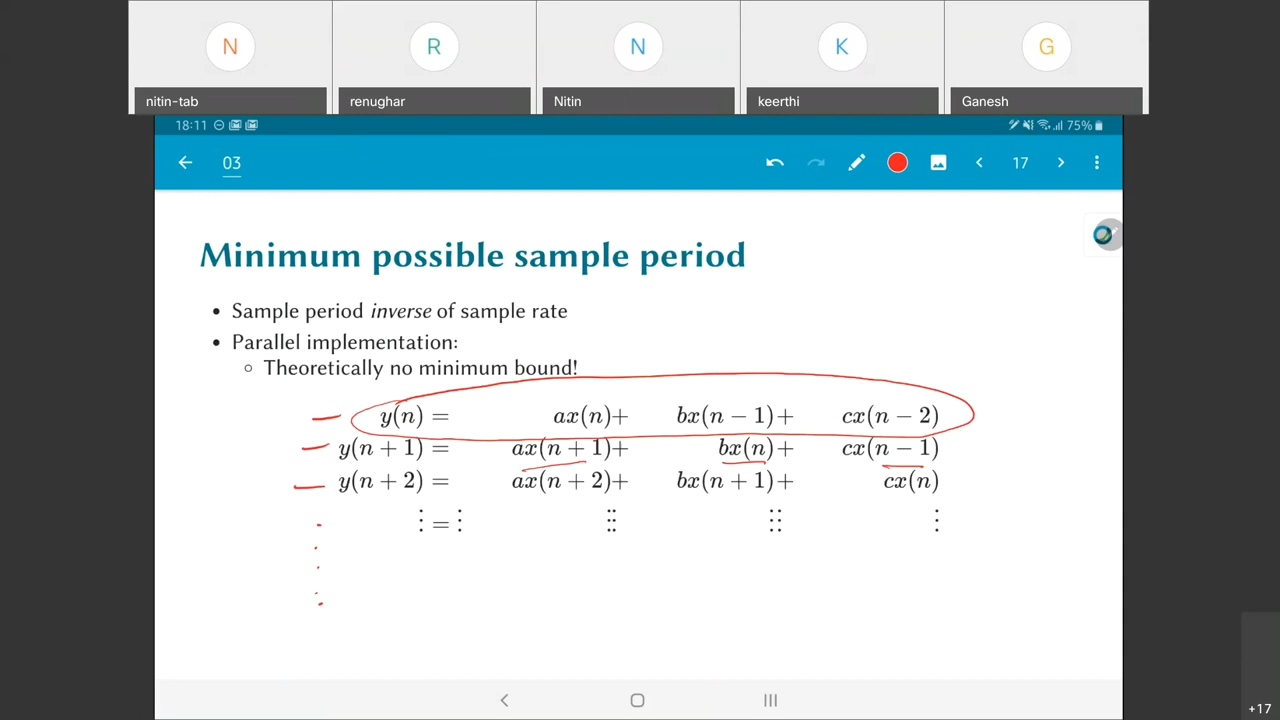 N R N K G
nitin-tab renughar Nitin keerthi Ganesh
18:11 75%
03 17
Minimum possible sample period
• Sample period inverse of sample rate
• Parallel implementation:
○ Theoretically no minimum bound!
y(n) = ax(n)+ bx(n − 1)+ cx(n − 2)
y(n + 1) = ax(n + 1)+ bx(n)+ cx(n − 1)
y(n + 2) = ax(n + 2)+ bx(n + 1)+ cx(n)
⋮ = ⋮ ⋮⋮ ⋮⋮ ⋮
+17